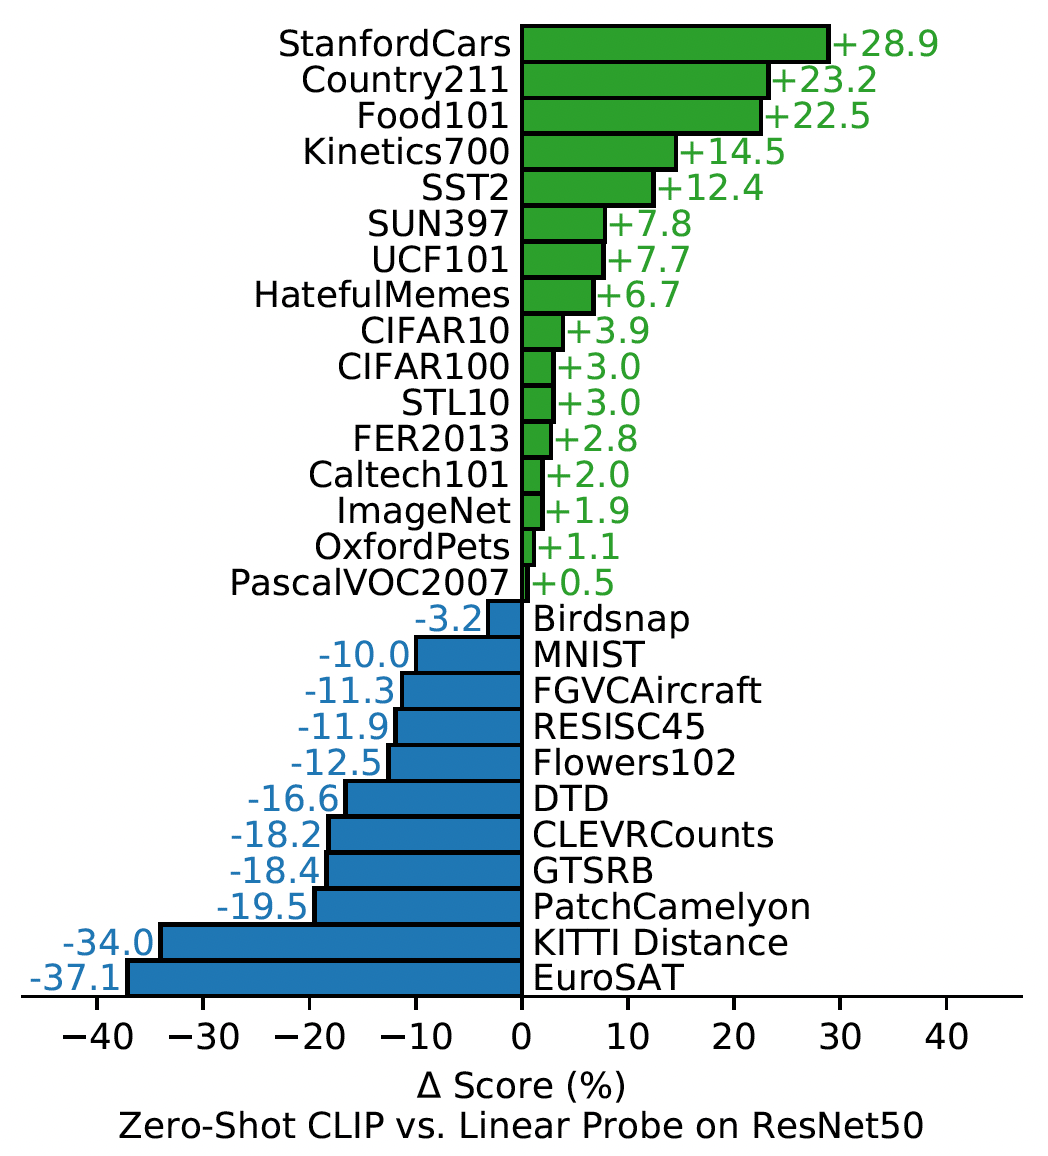 StanfordCars +28.9
Country211 +23.2
Food101 +22.5
Kinetics700 +14.5
SST2 +12.4
SUN397 +7.8
UCF101 +7.7
HatefulMemes +6.7
CIFAR10 +3.9
CIFAR100 +3.0
STL10 +3.0
FER2013 +2.8
Caltech101 +2.0
ImageNet +1.9
OxfordPets +1.1
PascalVOC2007 +0.5
-3.2 Birdsnap
-10.0 MNIST
-11.3 FGVCAircraft
-11.9 RESISC45
-12.5 Flowers102
-16.6 DTD
-18.2 CLEVRCounts
-18.4 GTSRB
-19.5 PatchCamelyon
-34.0 KITTI Distance
-37.1 EuroSAT
−40 −30 −20 −10 0 10 20 30 40
Δ Score (%)
Zero-Shot CLIP vs. Linear Probe on ResNet50